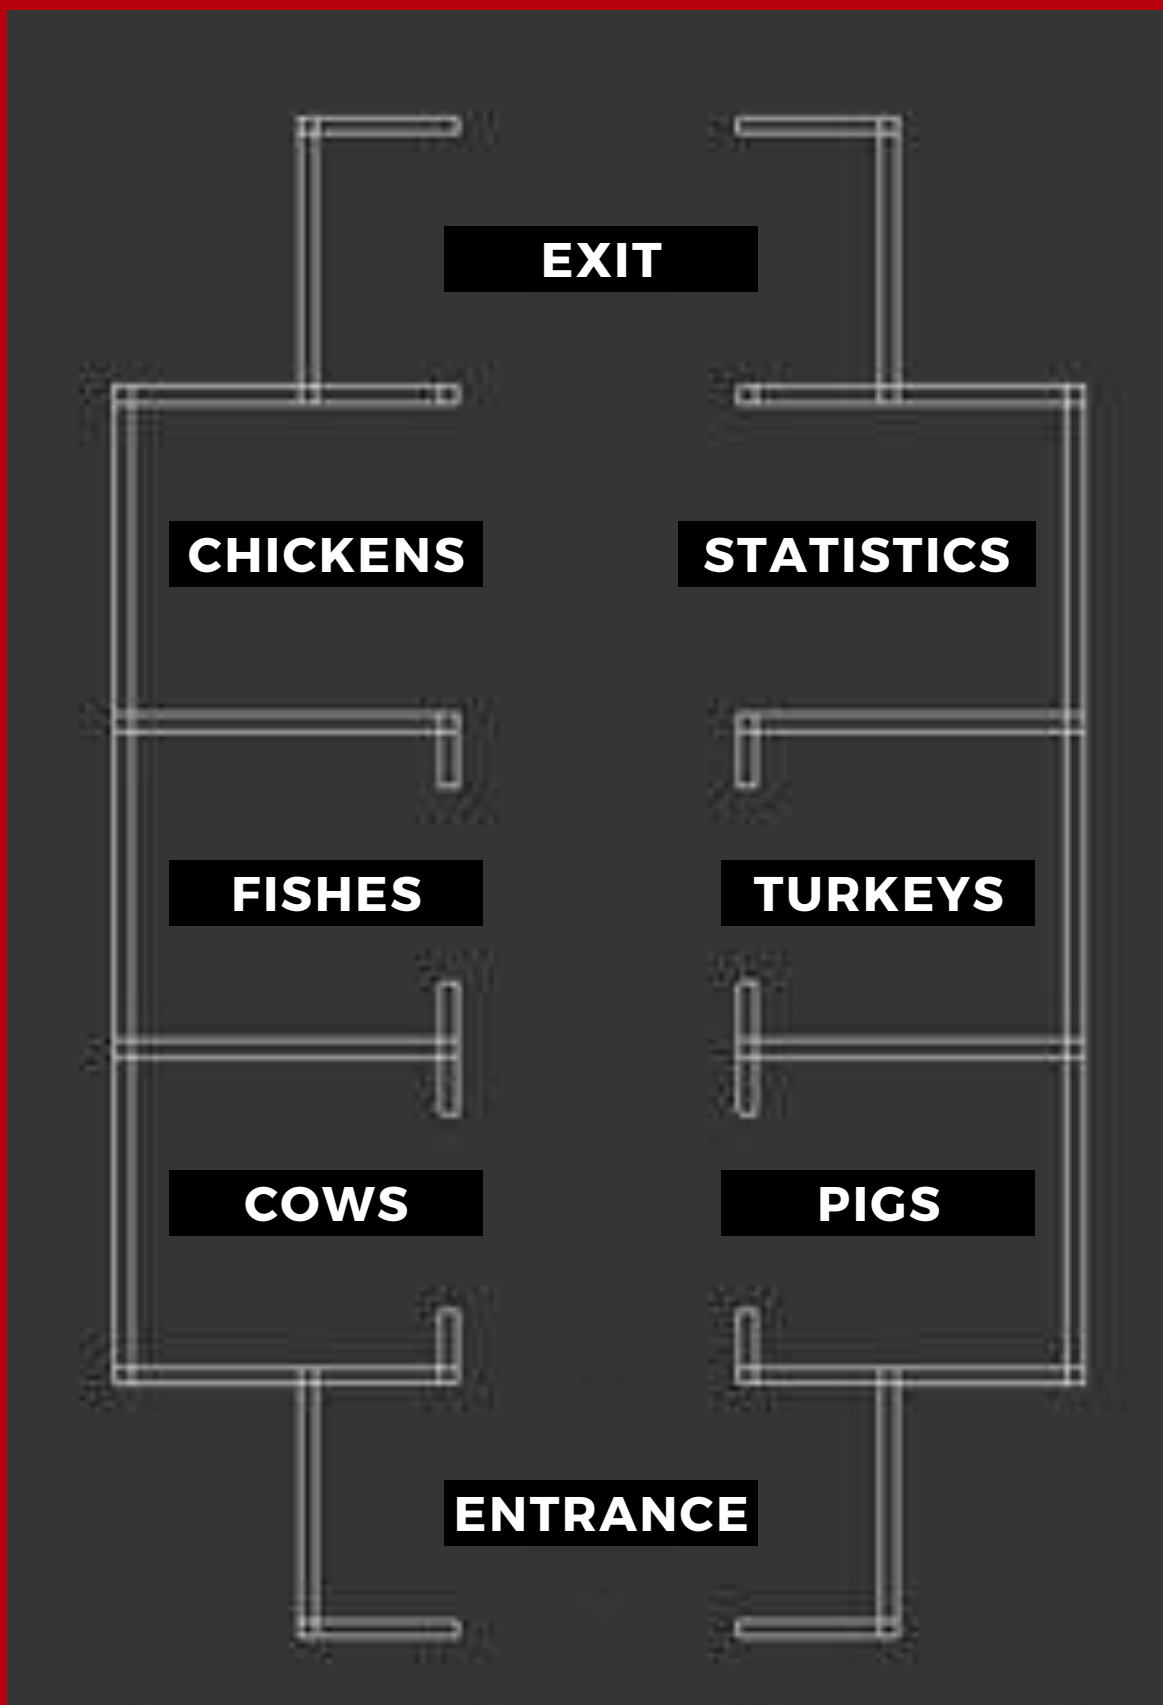 EXIT
CHICKENS
STATISTICS
FISHES
TURKEYS
COWS
PIGS
ENTRANCE